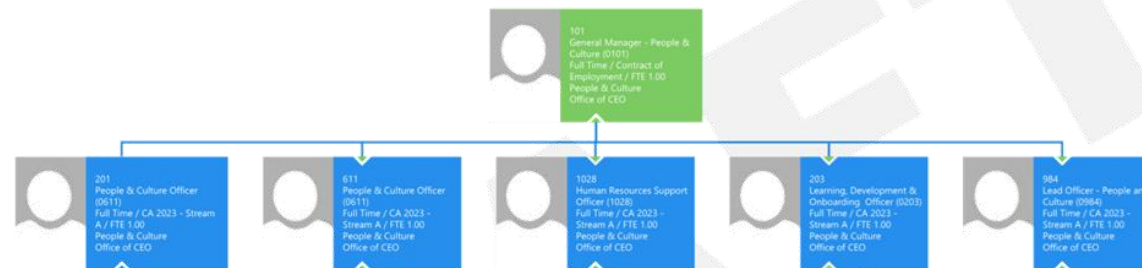 101
General Manager - People &
Culture (0101)
Full Time / Contract of
Employment / FTE 1.00
People & Culture
Office of CEO
201
People & Culture Officer
(0611)
Full Time / CA 2023 - Stream
A / FTE 1.00
People & Culture
Office of CEO
611
People & Culture Officer
(0611)
Full Time / CA 2023 -
Stream A / FTE 1.00
People & Culture
Office of CEO
1028
Human Resources Support
Officer (1028)
Full Time / CA 2023 -
Stream A / FTE 1.00
People & Culture
Office of CEO
203
Learning, Development &
Onboarding Officer (0203)
Full Time / CA 2023 -
Stream A / FTE 1.00
People & Culture
Office of CEO
984
Lead Officer - People an
Culture (0984)
Full Time / CA 2023 -
Stream A / FTE 1.00
People & Culture
Office of CEO